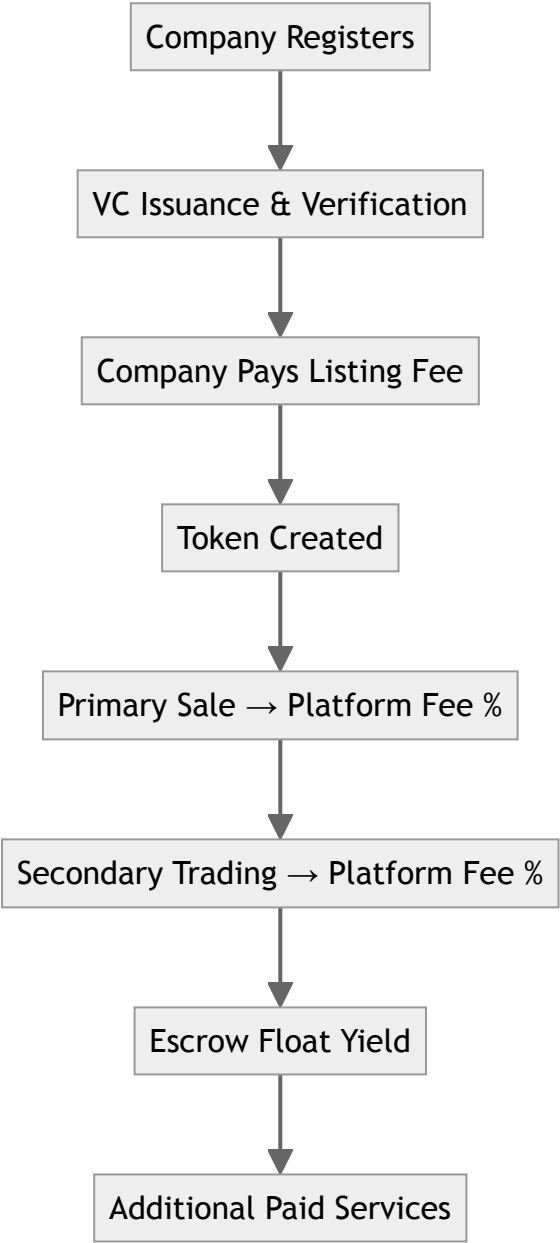 Company Registers
VC Issuance & Verification
Company Pays Listing Fee
Token Created
Primary Sale → Platform Fee %
Secondary Trading → Platform Fee %
Escrow Float Yield
Additional Paid Services